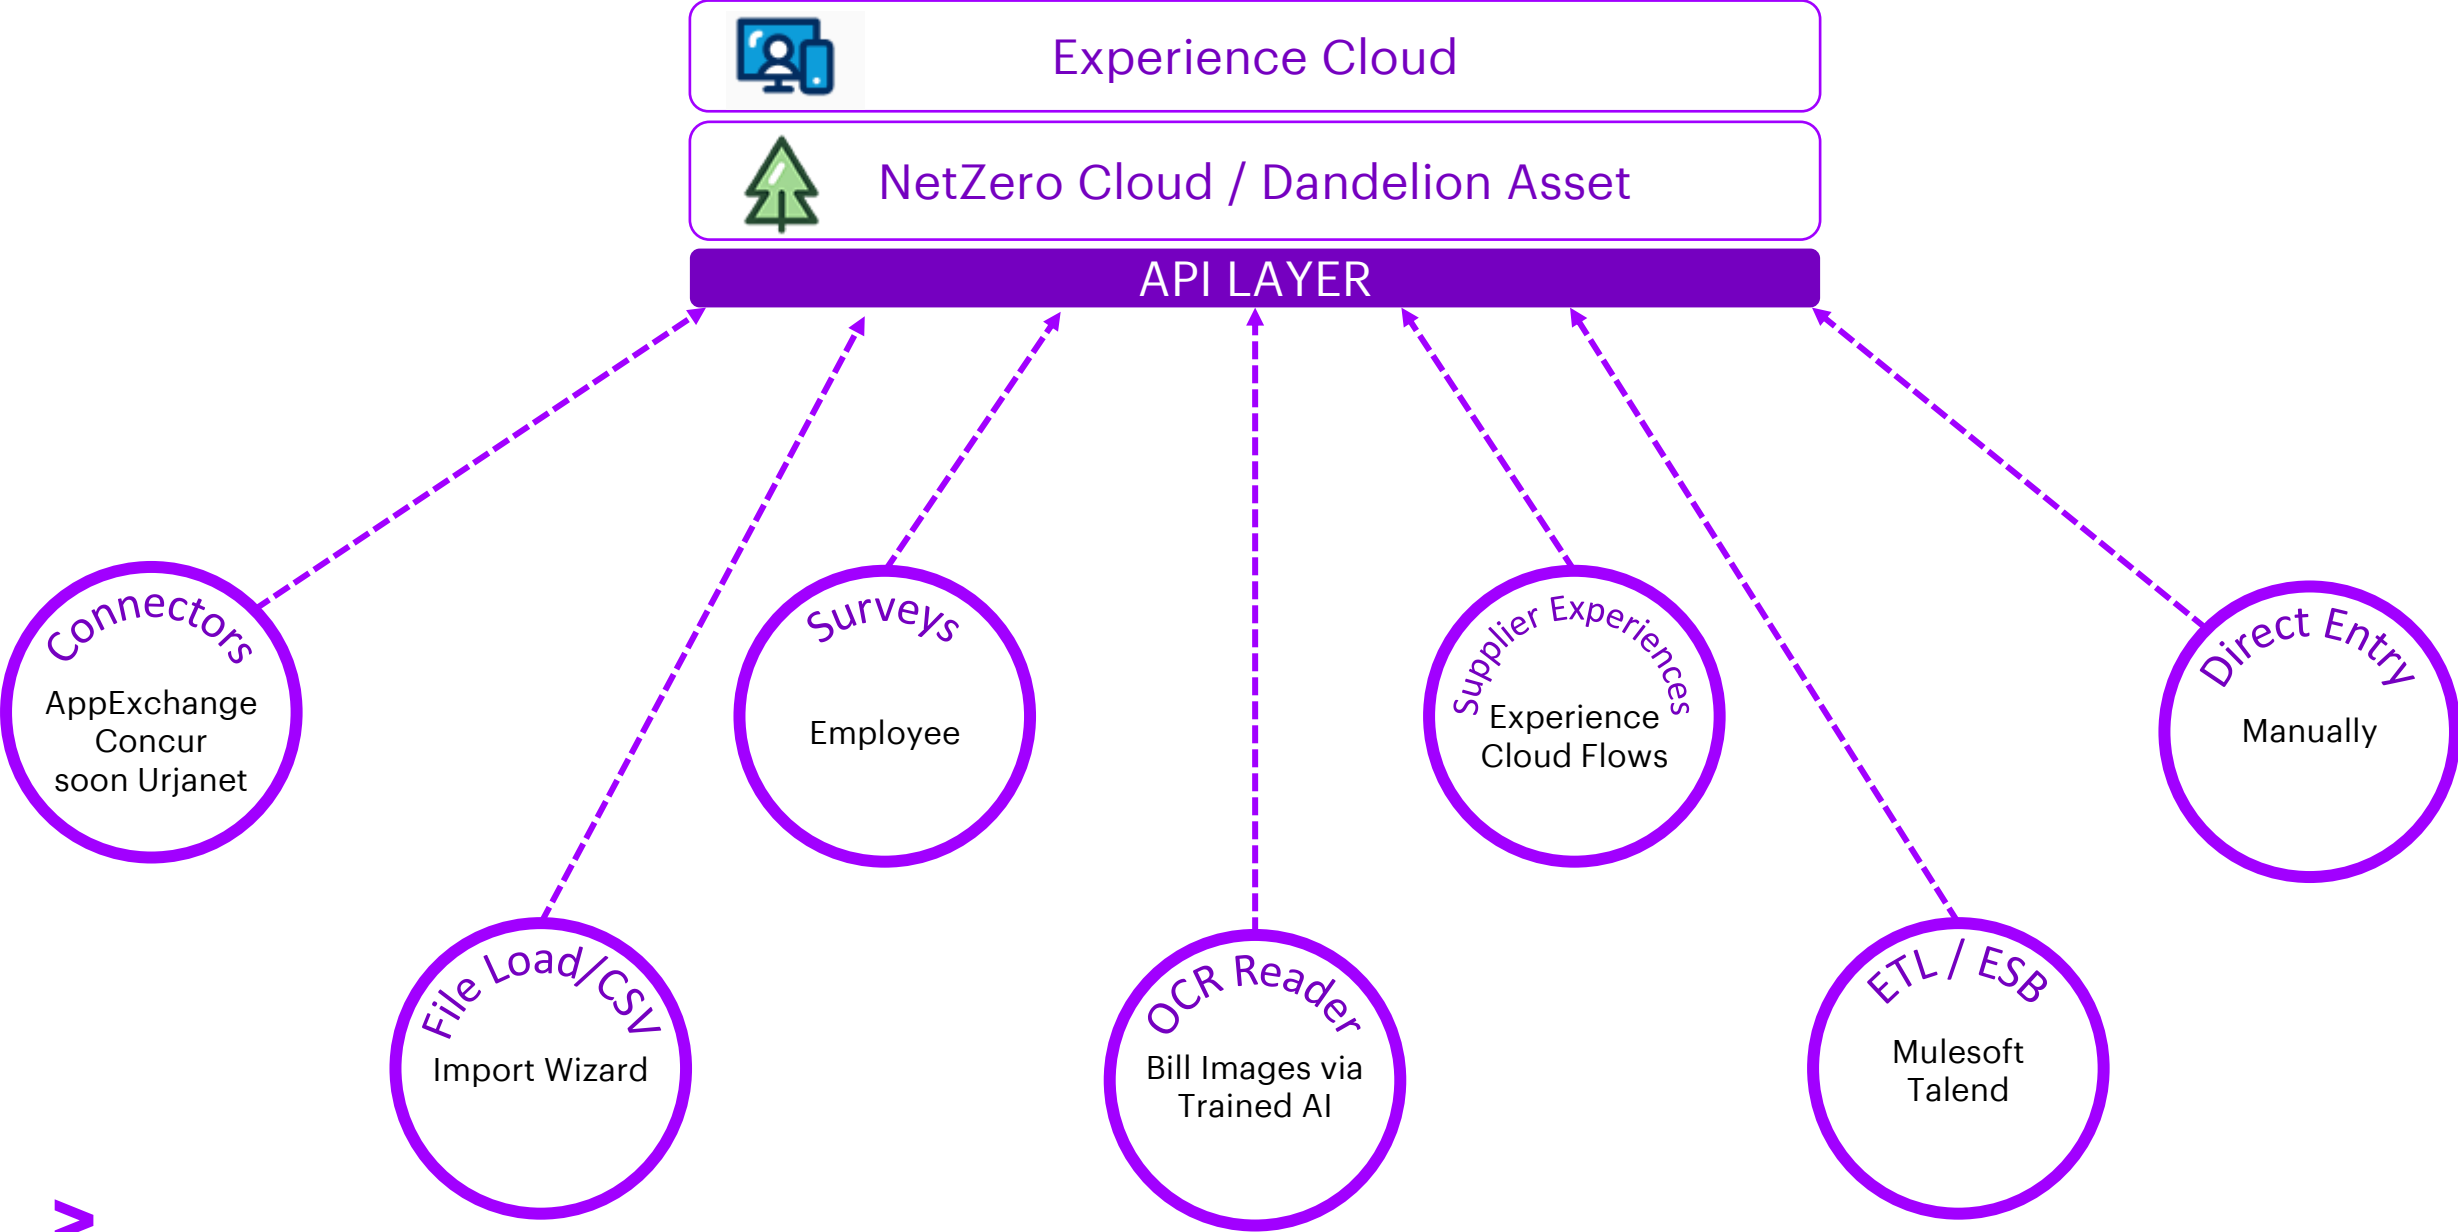 Experience Cloud
NetZero Cloud / Dandelion Asset
API LAYER
Connectors
AppExchange
Concur
soon Urjanet
Surveys
Employee
Supplier Experiences
Experience
Cloud Flows
Direct Entry
Manually
File Load/CSV
Import Wizard
OCR Reader
Bill Images via
Trained AI
ETL / ESB
Mulesoft
Talend